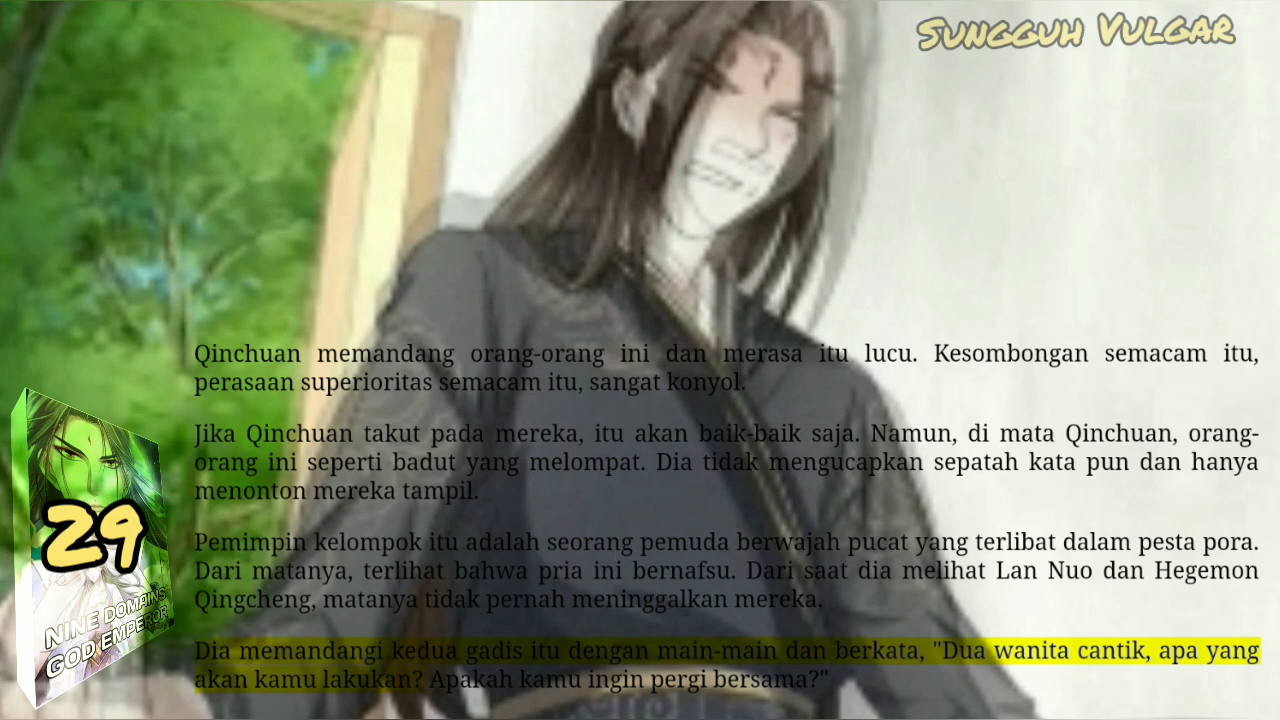 Sungguh Vulgar
Qinchuan memandang orang-orang ini dan merasa itu lucu. Kesombongan semacam itu,
perasaan superioritas semacam itu, sangat konyol.
Jika Qinchuan takut pada mereka, itu akan baik-baik saja. Namun, di mata Qinchuan, orang-
orang ini seperti badut yang melompat. Dia tidak mengucapkan sepatah kata pun dan hanya
menonton mereka tampil.
Pemimpin kelompok itu adalah seorang pemuda berwajah pucat yang terlibat dalam pesta pora.
Dari matanya, terlihat bahwa pria ini bernafsu. Dari saat dia melihat Lan Nuo dan Hegemon
Qingcheng, matanya tidak pernah meninggalkan mereka.
Dia memandangi kedua gadis itu dengan main-main dan berkata, "Dua wanita cantik, apa yang
akan kamu lakukan? Apakah kamu ingin pergi bersama?"
29
NINE DOMAINS
GOD EMPEROR